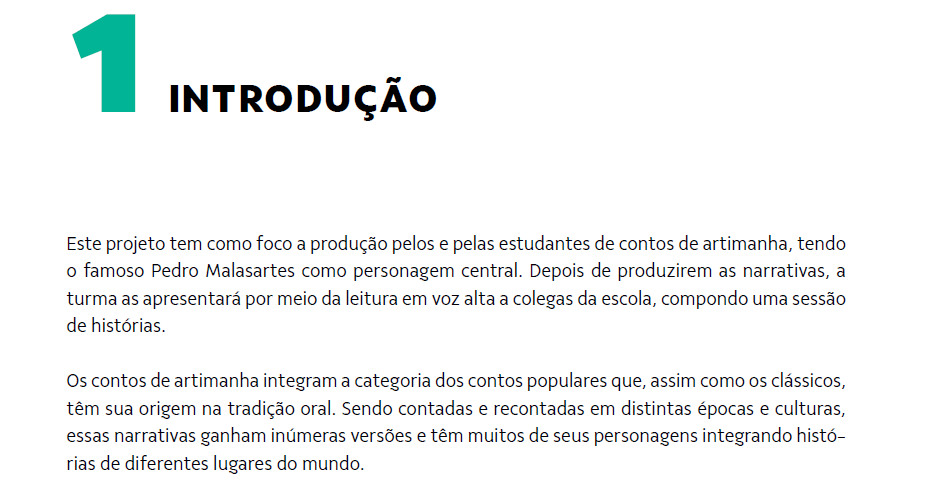 1 INTRODUÇÃO
Este projeto tem como foco a produção pelos e pelas estudantes de contos de artimanha, tendo
o famoso Pedro Malasartes como personagem central. Depois de produzirem as narrativas, a
turma as apresentará por meio da leitura em voz alta a colegas da escola, compondo uma sessão
de histórias.
Os contos de artimanha integram a categoria dos contos populares que, assim como os clássicos,
têm sua origem na tradição oral. Sendo contadas e recontadas em distintas épocas e culturas,
essas narrativas ganham inúmeras versões e têm muitos de seus personagens integrando histó-
rias de diferentes lugares do mundo.